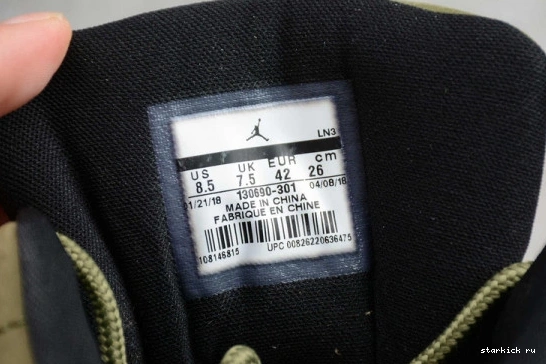 LN3
US UK EUR cm
8.5 7.5 42 26
01/21/18 130690-301 04/08/18
MADE IN CHINA
FABRIQUE EN CHINE
108146815 UPC 00826220636475
starkick ru